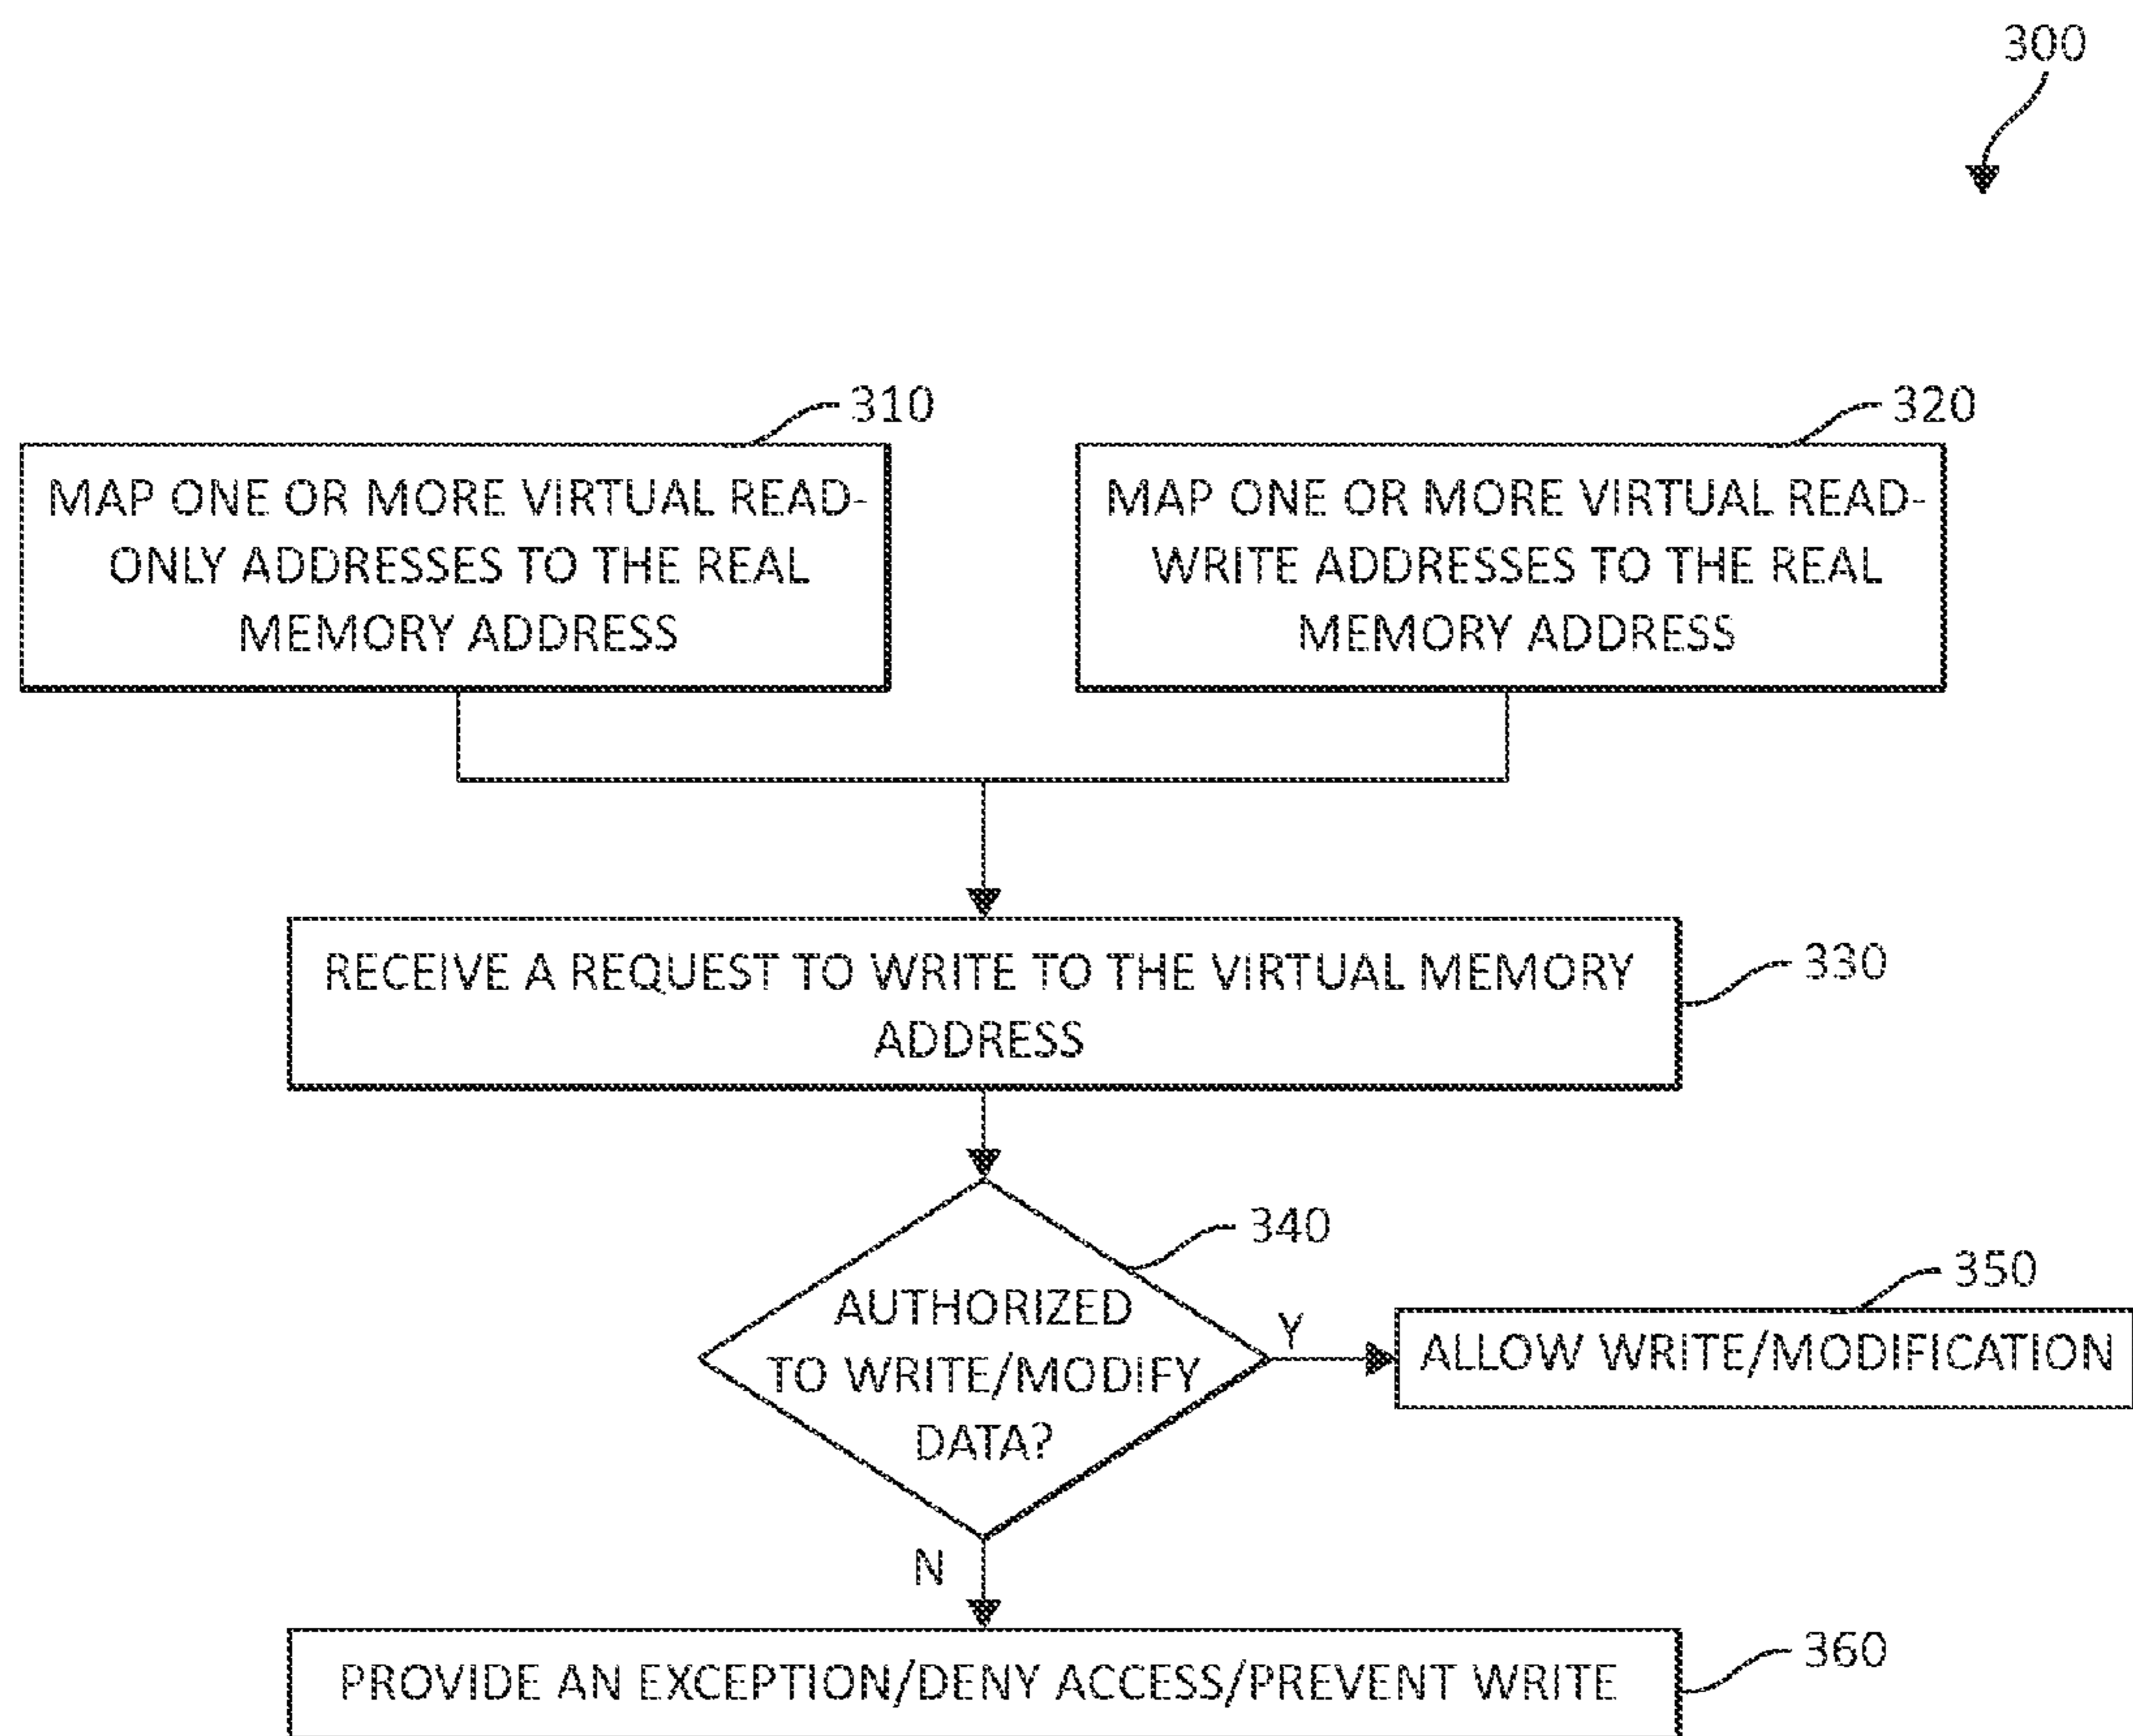 300
310
320
MAP ONE OR MORE VIRTUAL READ-
ONLY ADDRESSES TO THE REAL
MEMORY ADDRESS
MAP ONE OR MORE VIRTUAL READ-
WRITE ADDRESSES TO THE REAL
MEMORY ADDRESS
RECEIVE A REQUEST TO WRITE TO THE VIRTUAL MEMORY
ADDRESS
330
340
AUTHORIZED
TO WRITE/MODIFY
DATA?
Y
350
ALLOW WRITE/MODIFICATION
N
PROVIDE AN EXCEPTION/DENY ACCESS/PREVENT WRITE
360